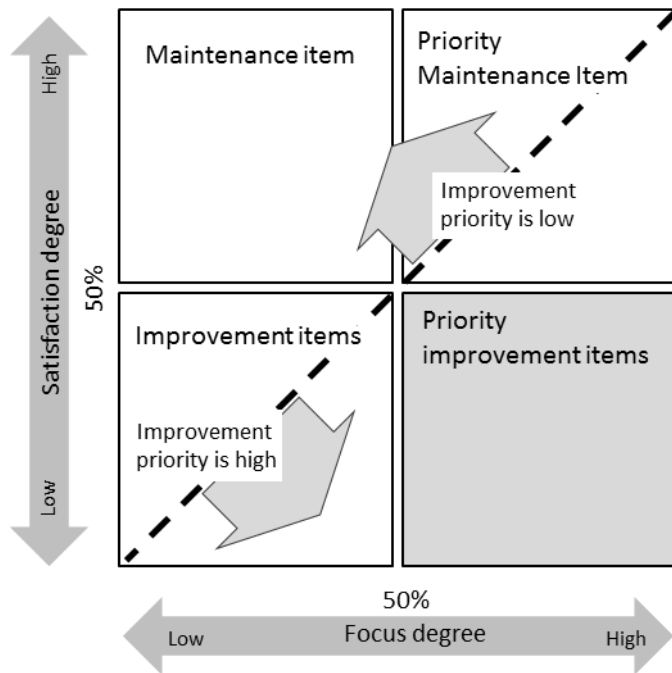 High
Satisfaction degree
Low
50%
Maintenance item
Priority
Maintenance Item
Improvement
priority is low
Improvement items
Improvement
priority is high
Priority
improvement items
50%
Low
Focus degree
High